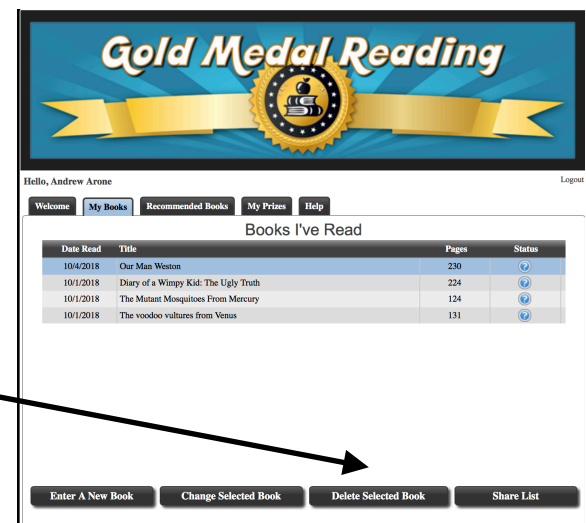 Gold Medal Reading
Hello, Andrew Arone
Logout
Welcome My Books Recommended Books My Prizes Help
Books I've Read
Date Read Title Pages Status
10/4/2018 Our Man Weston 230 ?
10/1/2018 Diary of a Wimpy Kid: The Ugly Truth 224 ?
10/1/2018 The Mutant Mosquitoes From Mercury 124 ?
10/1/2018 The voodoo vultures from Venus 131 ?
Enter A New Book Change Selected Book Delete Selected Book Share List